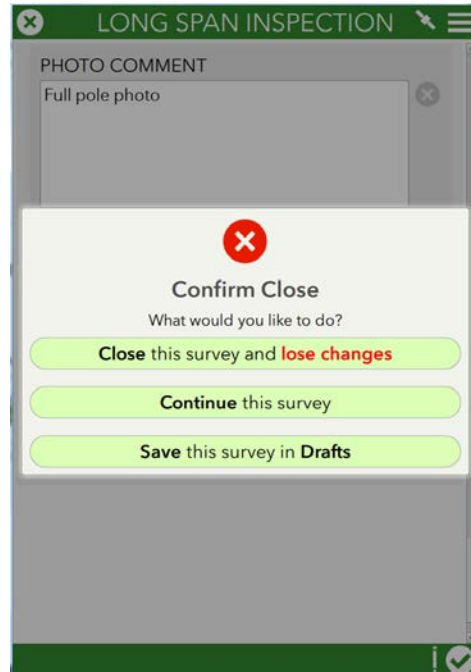 LONG SPAN INSPECTION
PHOTO COMMENT
Full pole photo
Confirm Close
What would you like to do?
Close this survey and lose changes
Continue this survey
Save this survey in Drafts